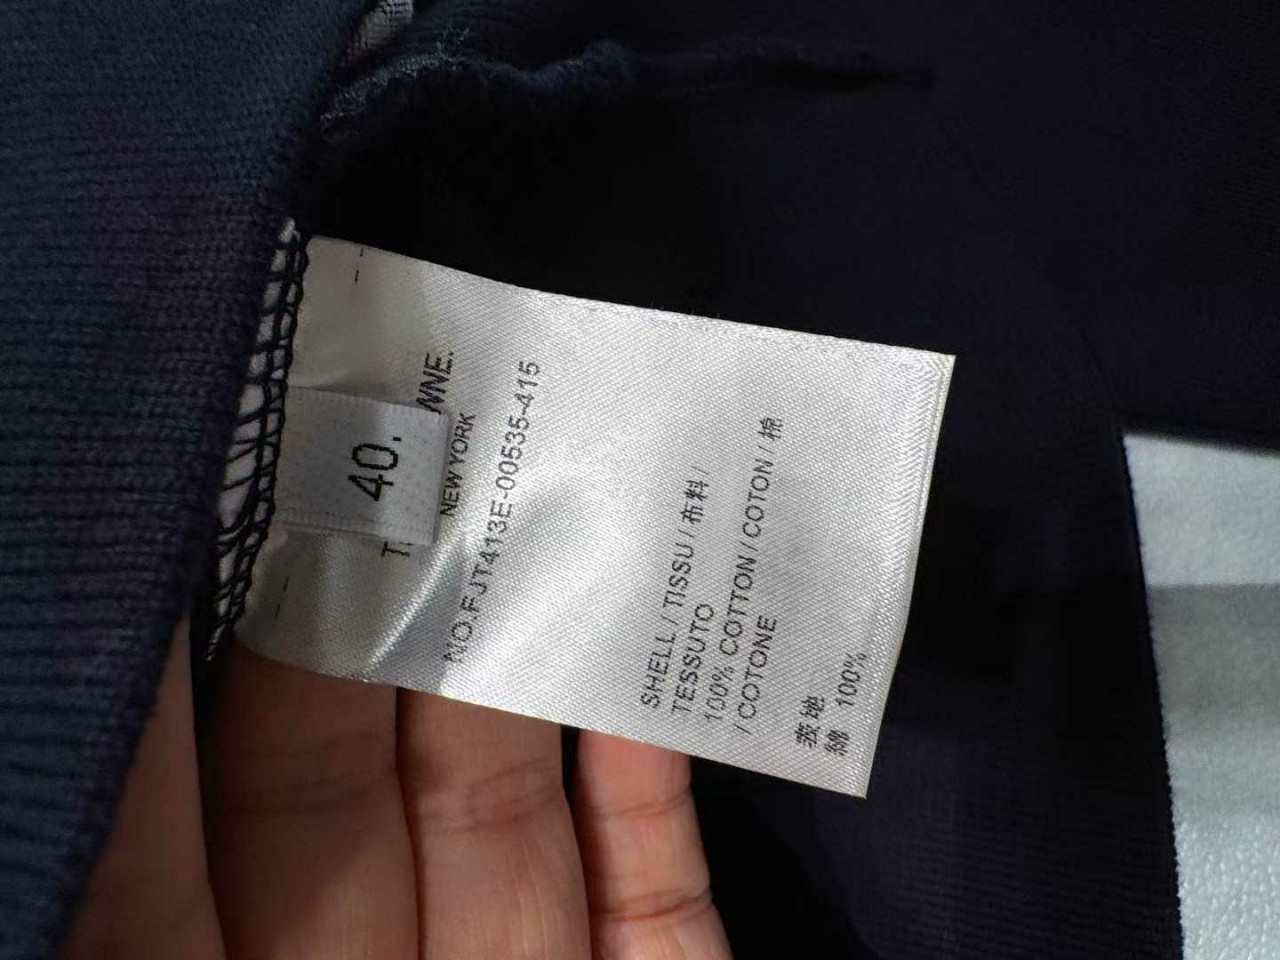 40.
WNE.
NEW YORK
NO.FJT413E-00535-415
SHELL / TISSU / 布料 /
TESSUTO
100% COTTON / COTON / 棉
/ COTONE
表地
綿 100%